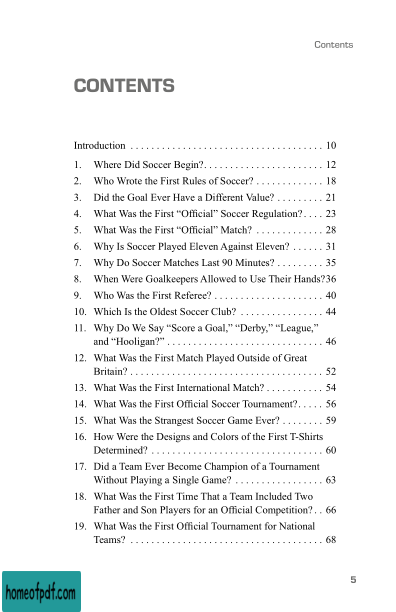 Contents
CONTENTS
Introduction . . . . . . . . . . . . . . . . . . . . . . . . . . . . . . . . . . . . . 10
1. Where Did Soccer Begin?. . . . . . . . . . . . . . . . . . . . . . . 12
2. Who Wrote the First Rules of Soccer? . . . . . . . . . . . . . 18
3. Did the Goal Ever Have a Different Value? . . . . . . . . . 21
4. What Was the First “Official” Soccer Regulation?. . . . 23
5. What Was the First “Official” Match? . . . . . . . . . . . . . 28
6. Why Is Soccer Played Eleven Against Eleven? . . . . . . 31
7. Why Do Soccer Matches Last 90 Minutes? . . . . . . . . . 35
8. When Were Goalkeepers Allowed to Use Their Hands?36
9. Who Was the First Referee? . . . . . . . . . . . . . . . . . . . . . 40
10. Which Is the Oldest Soccer Club? . . . . . . . . . . . . . . . . 44
11. Why Do We Say “Score a Goal,” “Derby,” “League,”
and “Hooligan?” . . . . . . . . . . . . . . . . . . . . . . . . . . . . . . 46
12. What Was the First Match Played Outside of Great
Britain? . . . . . . . . . . . . . . . . . . . . . . . . . . . . . . . . . . . . . 52
13. What Was the First International Match? . . . . . . . . . . . 54
14. What Was the First Official Soccer Tournament?. . . . . 56
15. What Was the Strangest Soccer Game Ever? . . . . . . . . 59
16. How Were the Designs and Colors of the First T-Shirts
Determined? . . . . . . . . . . . . . . . . . . . . . . . . . . . . . . . . . 60
17. Did a Team Ever Become Champion of a Tournament
Without Playing a Single Game? . . . . . . . . . . . . . . . . . 63
18. What Was the First Time That a Team Included Two
Father and Son Players for an Official Competition? . . 66
19. What Was the First Official Tournament for National
Teams? . . . . . . . . . . . . . . . . . . . . . . . . . . . . . . . . . . . . . 68
5
homeofpdf.com